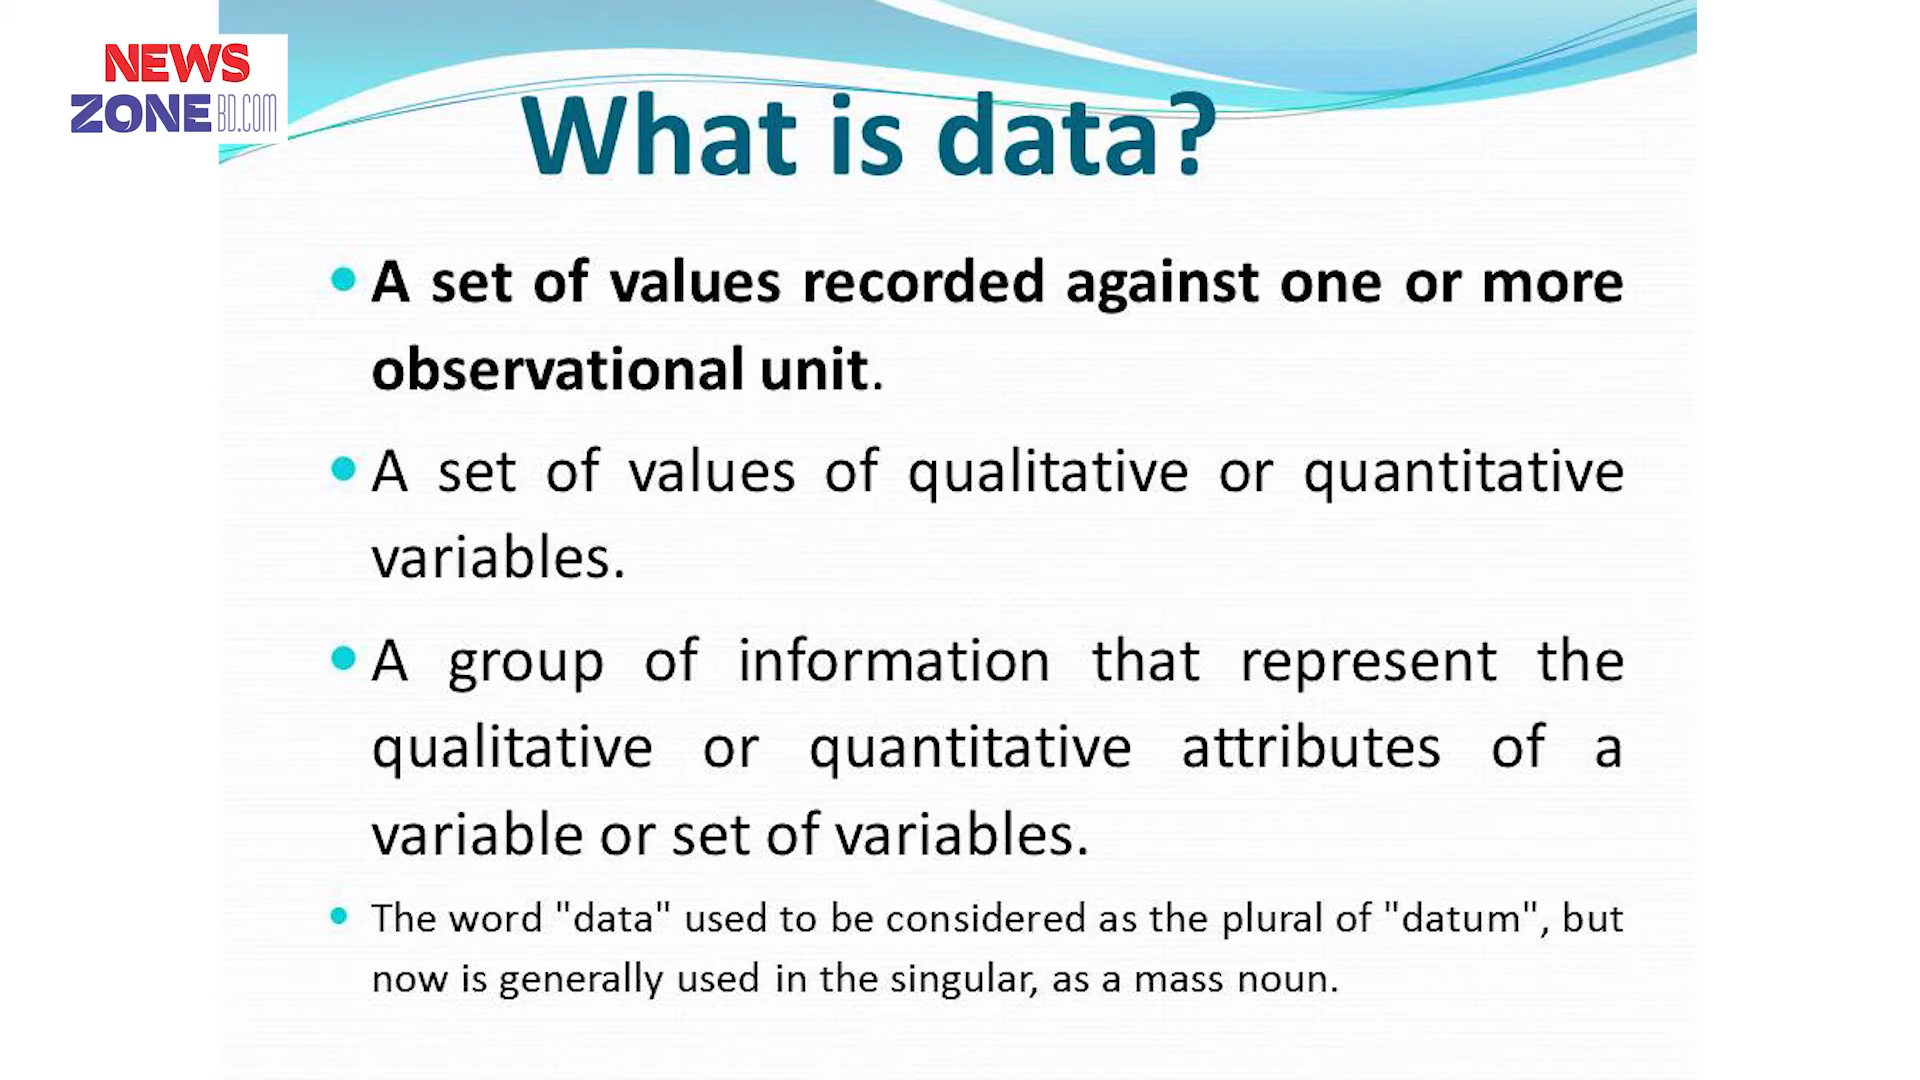 NEWS
ZONE BD.COM
What is data?
A set of values recorded against one or more
observational unit.
A set of values of qualitative or quantitative
variables.
A group of information that represent the
qualitative or quantitative attributes of a
variable or set of variables.
The word "data" used to be considered as the plural of "datum", but
now is generally used in the singular, as a mass noun.